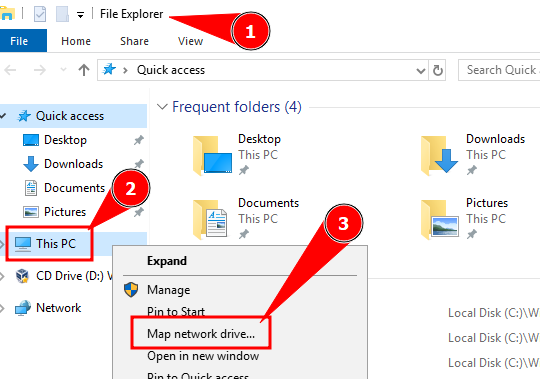 File Explorer
1
File Home Share View
Quick access
Search Quick
Quick access
Desktop
Downloads
Documents
Pictures
2
This PC
CD Drive (D:) V
Network
Frequent folders (4)
Desktop
This PC
Downloads
This PC
Documents
This PC
Pictures
This PC
3
Expand
Manage
Pin to Start
Map network drive...
Open in new window
Pin to Quick access
Local Disk (C:)\W
Local Disk (C:)\W
Local Disk (C:)\W